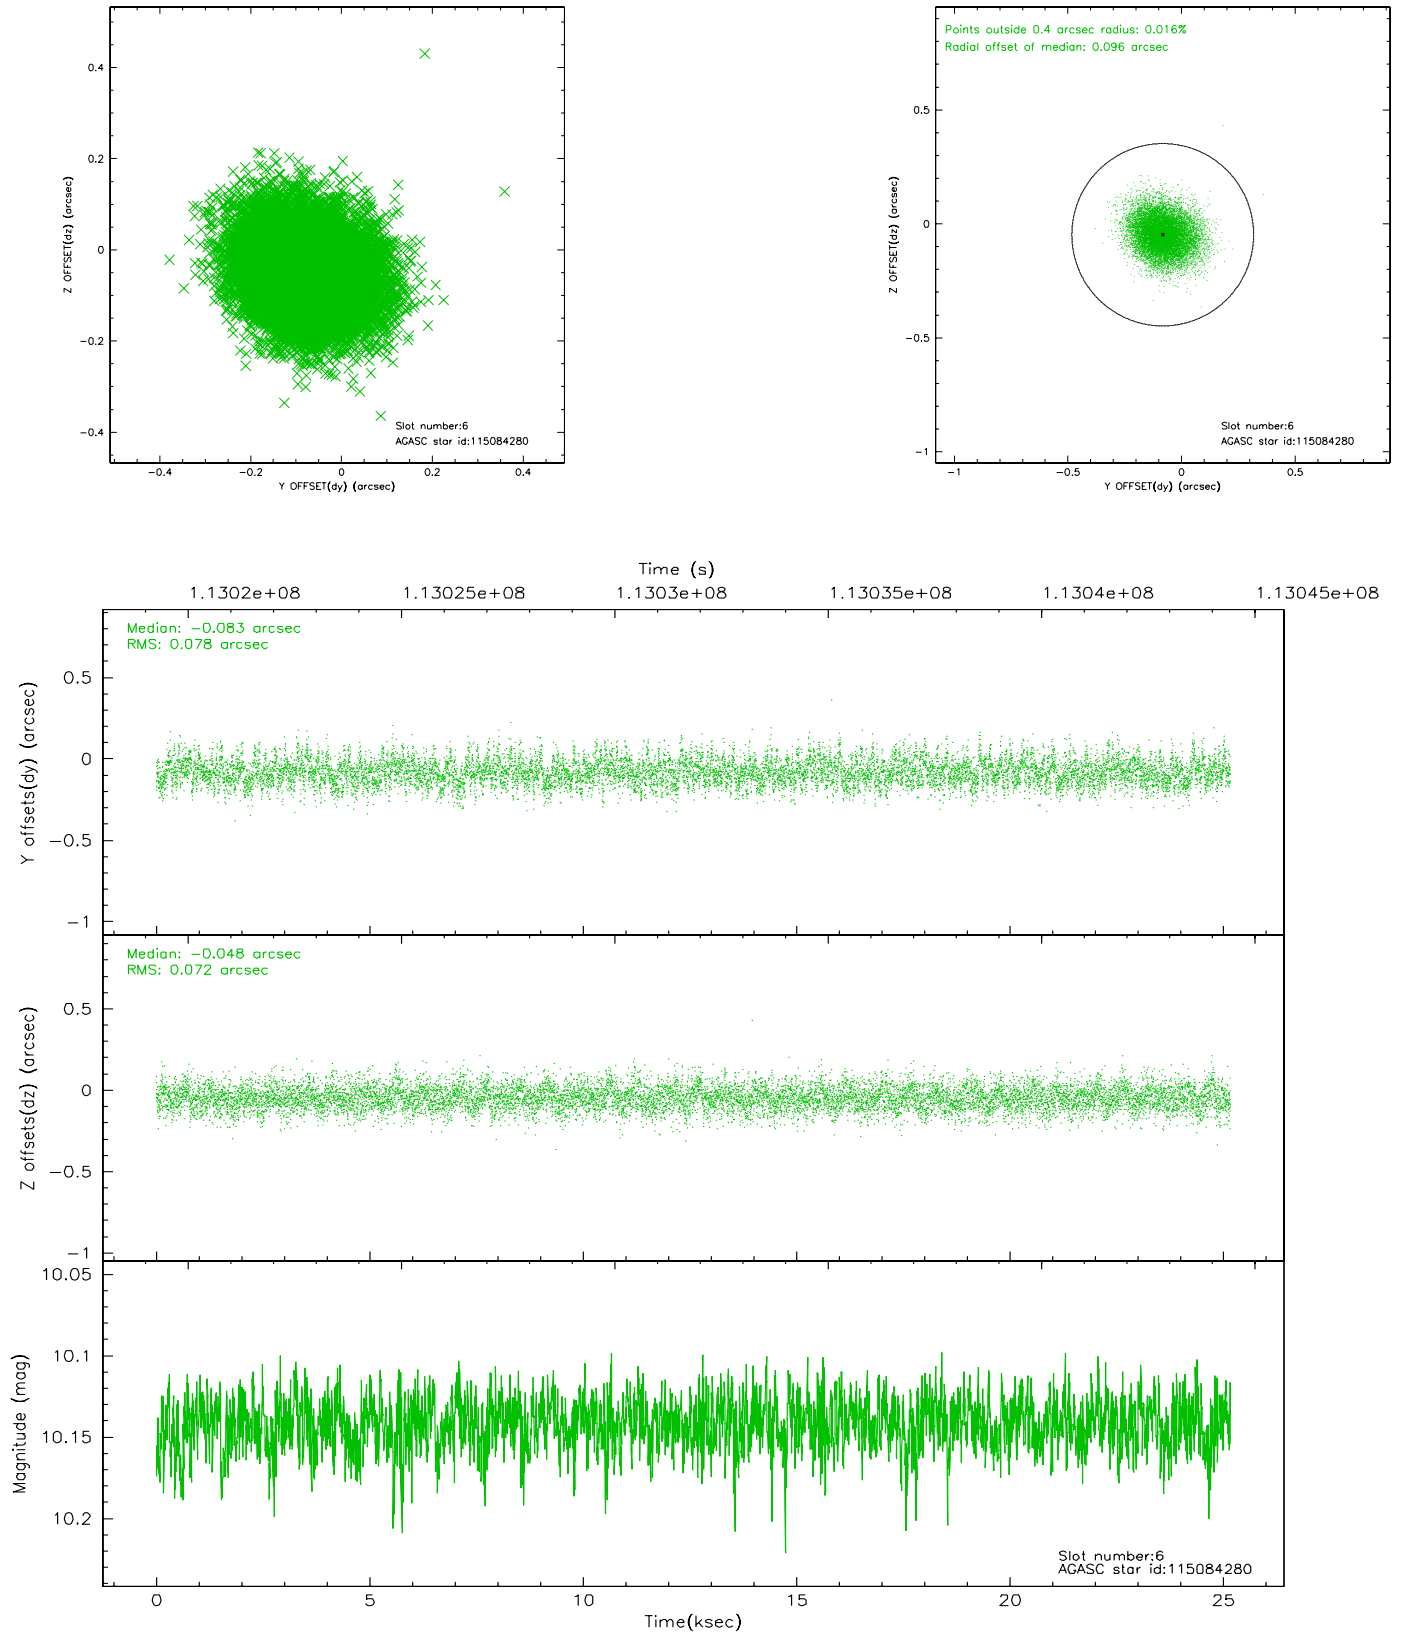 0.4
0.2
0
−0.2
−0.4
Z OFFSET(dz) (arcsec)
Slot number:6
AGASC star id:115084280
−0.4
−0.2
0
0.2
0.4
Y OFFSET(dy) (arcsec)
Points outside 0.4 arcsec radius: 0.016%
Radial offset of median: 0.096 arcsec
0.5
0
−0.5
−1
Z OFFSET(dz) (arcsec)
Slot number:6
AGASC star id:115084280
−1
−0.5
0
0.5
Y OFFSET(dy) (arcsec)
Time (s)
1.1302e+08
1.13025e+08
1.1303e+08
1.13035e+08
1.1304e+08
1.13045e+08
Median: −0.083 arcsec
RMS: 0.078 arcsec
0.5
0
−0.5
−1
Y offsets(dy) (arcsec)
Median: −0.048 arcsec
RMS: 0.072 arcsec
0.5
0
−0.5
−1
Z offsets(dz) (arcsec)
10.05
10.1
10.15
10.2
Magnitude (mag)
Slot number:6
AGASC star id:115084280
0
5
10
15
20
25
Time(ksec)